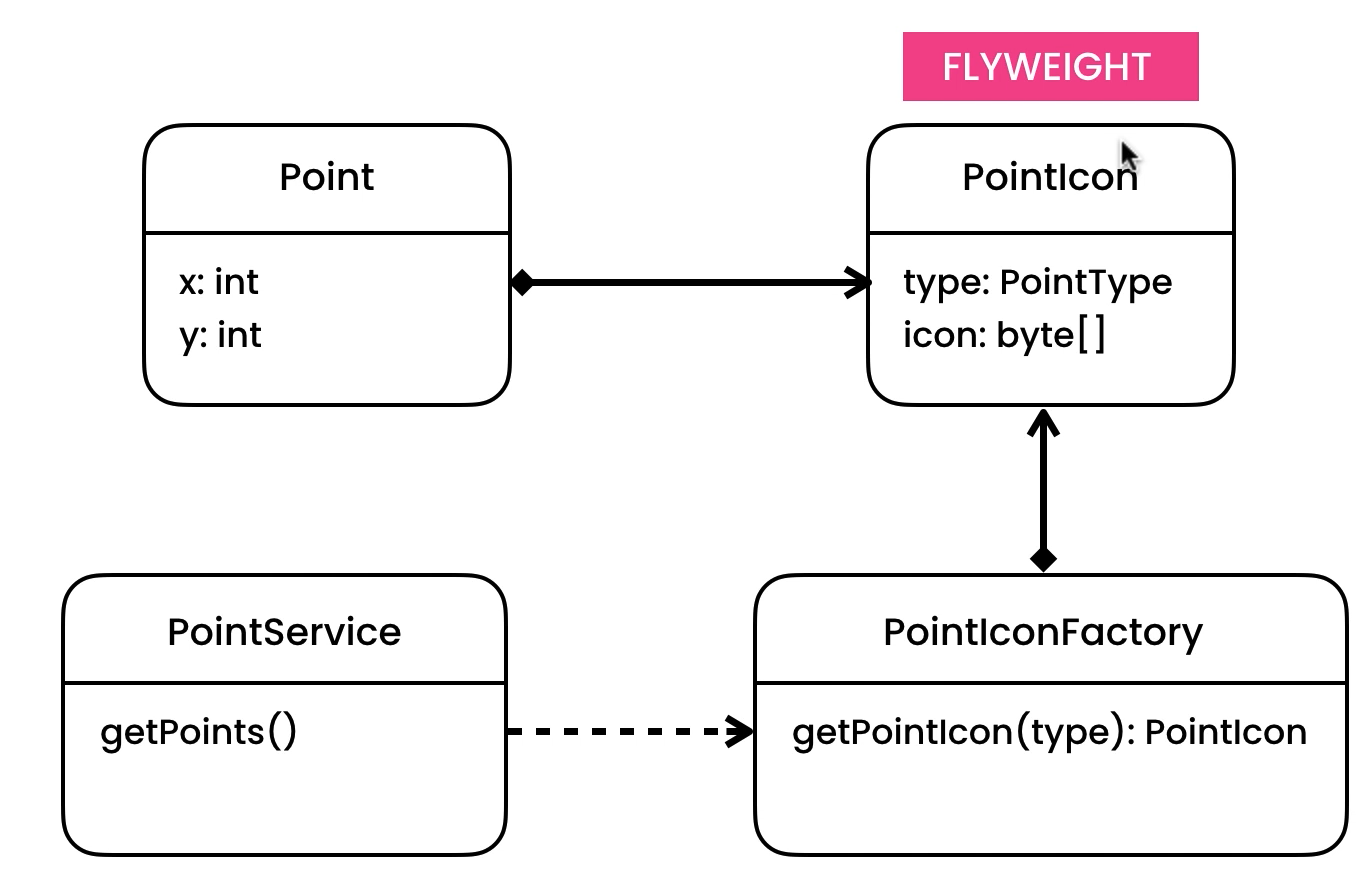 FLYWEIGHT
Point
x: int
y: int
PointIcon
type: PointType
icon: byte[]
PointService
getPoints()
PointIconFactory
getPointIcon(type): PointIcon